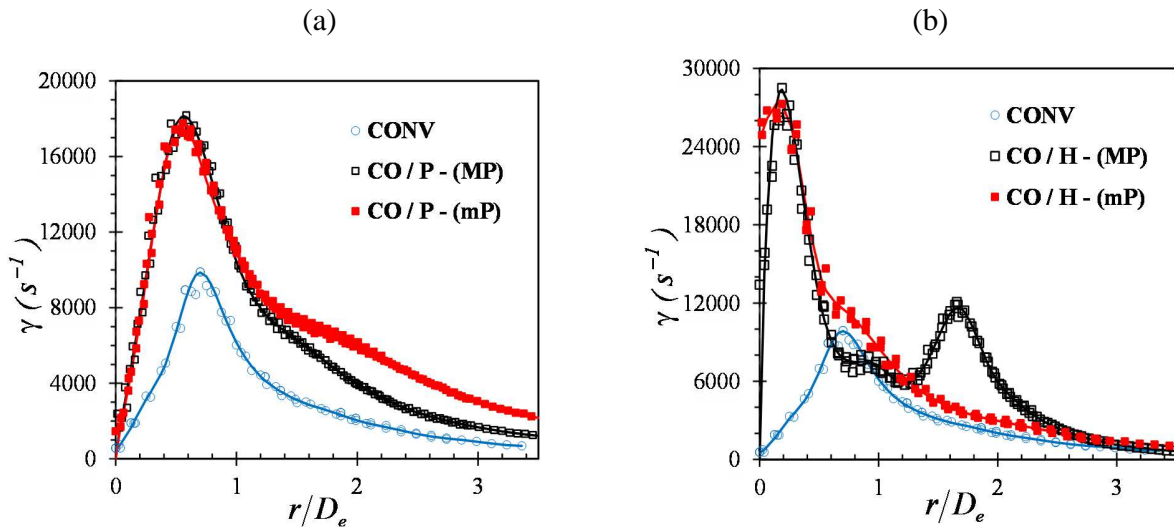 (a)
(b)
20000
16000
12000
8000
4000
0
γ ( s⁻¹ )
CONV
CO / P - (MP)
CO / P - (mP)
0 1 2 3
r/Dₑ
30000
24000
18000
12000
6000
0
γ ( s⁻¹ )
CONV
CO / H - (MP)
CO / H - (mP)
0 1 2 3
r/Dₑ